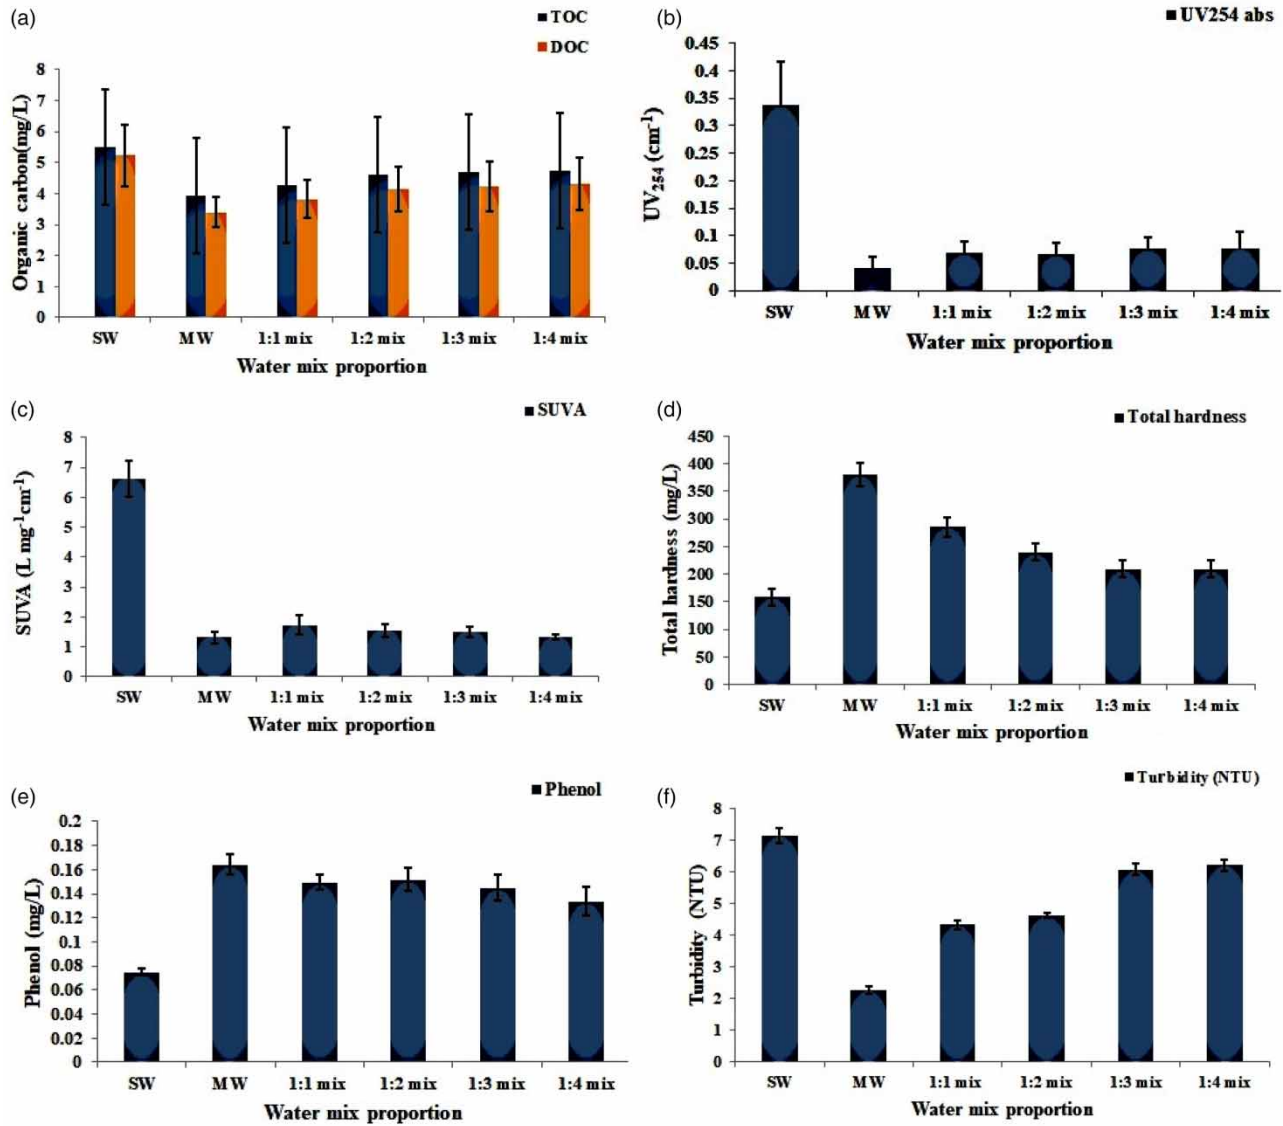 (a)
TOC
DOC
8
7
6
5
4
3
2
1
0
Organic carbon(mg/L)
SW MW 1:1 mix 1:2 mix 1:3 mix 1:4 mix
Water mix proportion
(b)
UV254 abs
0.45
0.4
0.35
0.3
0.25
0.2
0.15
0.1
0.05
0
UV254 (cm-1)
SW MW 1:1 mix 1:2 mix 1:3 mix 1:4 mix
Water mix proportion
(c)
SUVA
8
7
6
5
4
3
2
1
0
SUVA (L mg-1cm-1)
SW MW 1:1 mix 1:2 mix 1:3 mix 1:4 mix
Water mix proportion
(d)
Total hardness
450
400
350
300
250
200
150
100
50
0
Total hardness (mg/L)
SW MW 1:1 mix 1:2 mix 1:3 mix 1:4 mix
Water mix proportion
(e)
Phenol
0.2
0.18
0.16
0.14
0.12
0.1
0.08
0.06
0.04
0.02
0
Phenol (mg/L)
SW MW 1:1 mix 1:2 mix 1:3 mix 1:4 mix
Water mix proportion
(f)
Turbidity (NTU)
8
7
6
5
4
3
2
1
0
Turbidity (NTU)
SW MW 1:1 mix 1:2 mix 1:3 mix 1:4 mix
Water mix proportion